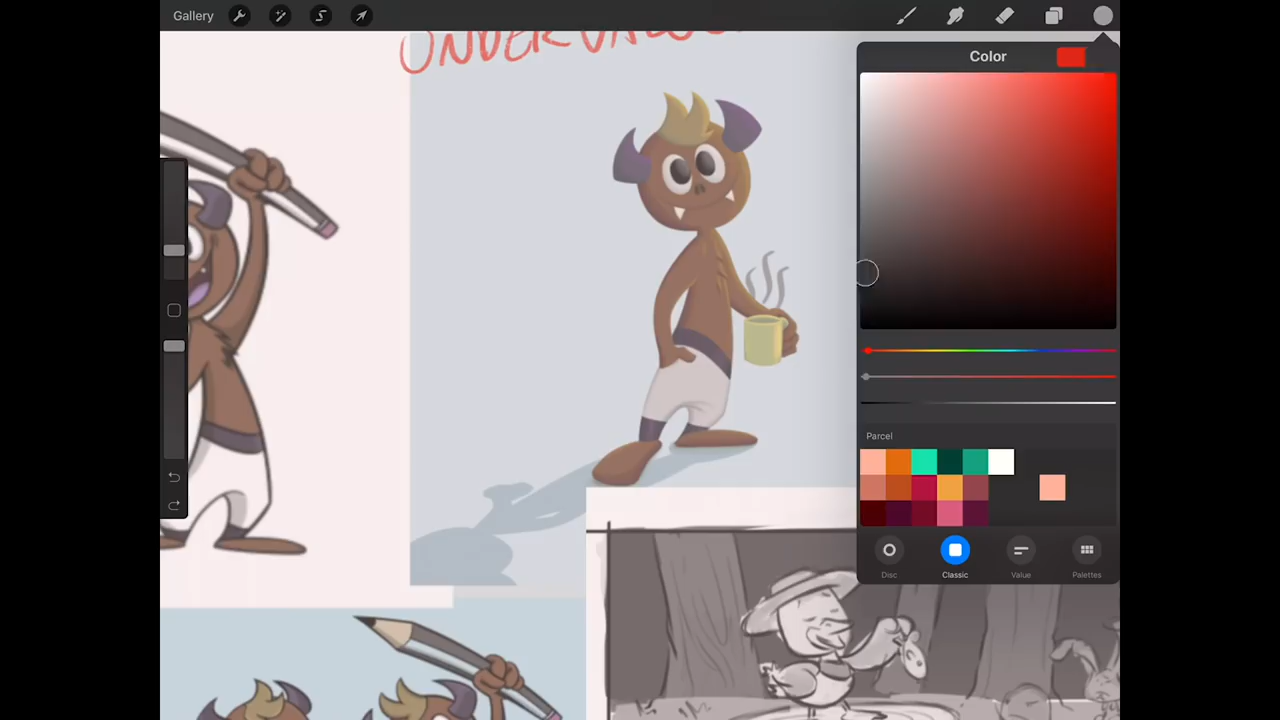 Gallery
Color
Parcel
Disc
Classic
Value
Palettes